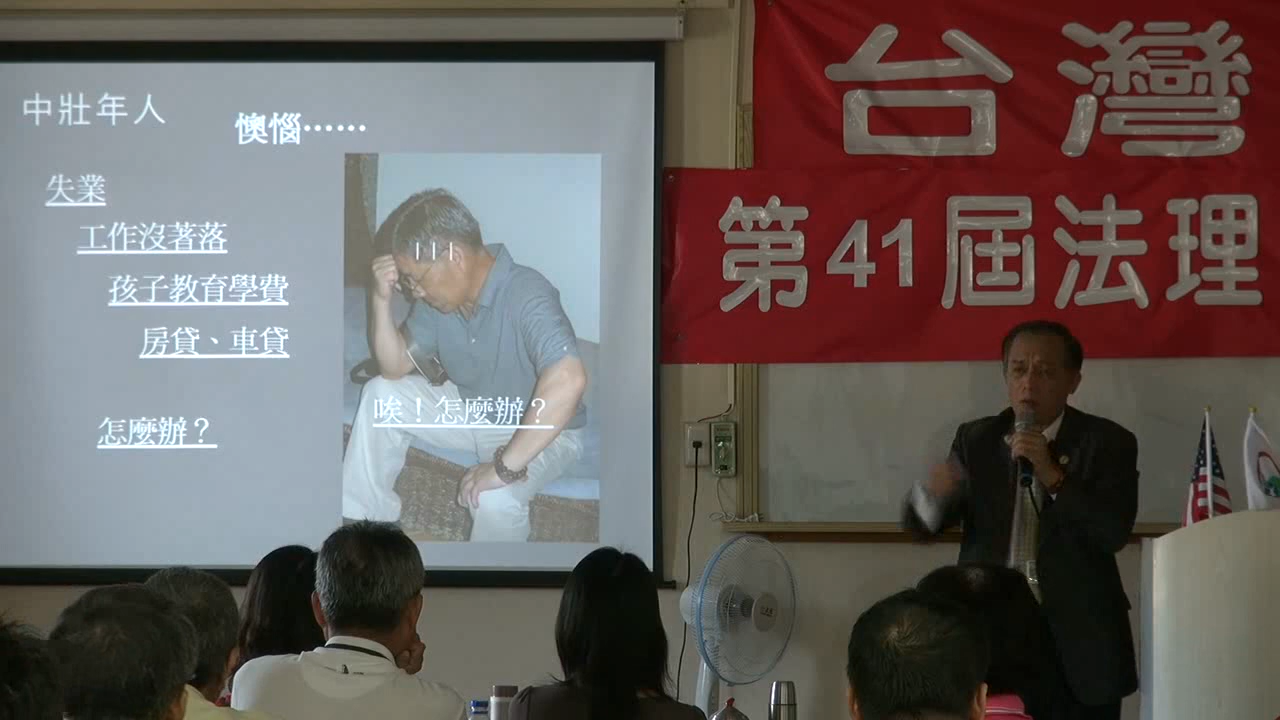 中壯年人
懊惱⋯⋯
失業
工作沒著落
孩子教育學費
房貸、車貸
怎麼辦？
唉！怎麼辦？
台灣
第41屆法理